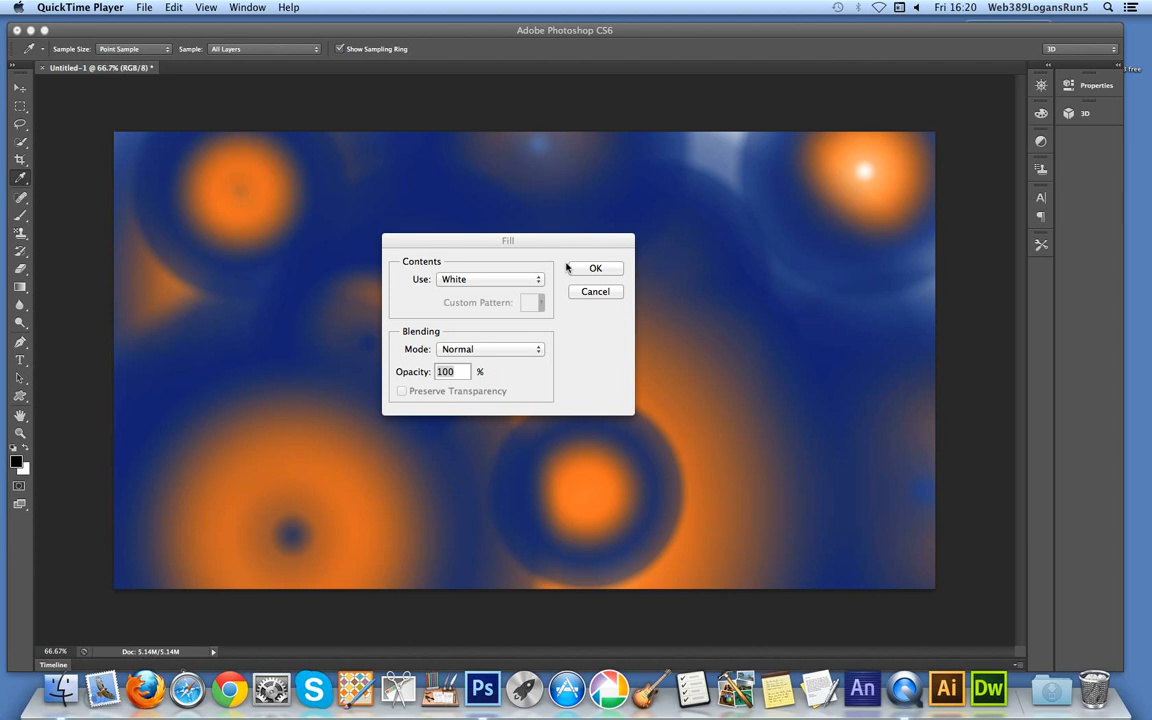 QuickTime Player File Edit View Window Help Fri 16:20 Web389LogansRun5
Adobe Photoshop CS6
Sample Size: Point Sample Sample: All Layers Show Sampling Ring 3D
Untitled-1 @ 66.7% (RGB/8) *
free
Properties
3D
Fill
Contents
Use: White
OK
Custom Pattern:
Cancel
Blending
Mode: Normal
Opacity: 100 %
Preserve Transparency
66.67% Doc: 5.14M/5.14M
Timeline
Ps An Ai Dw